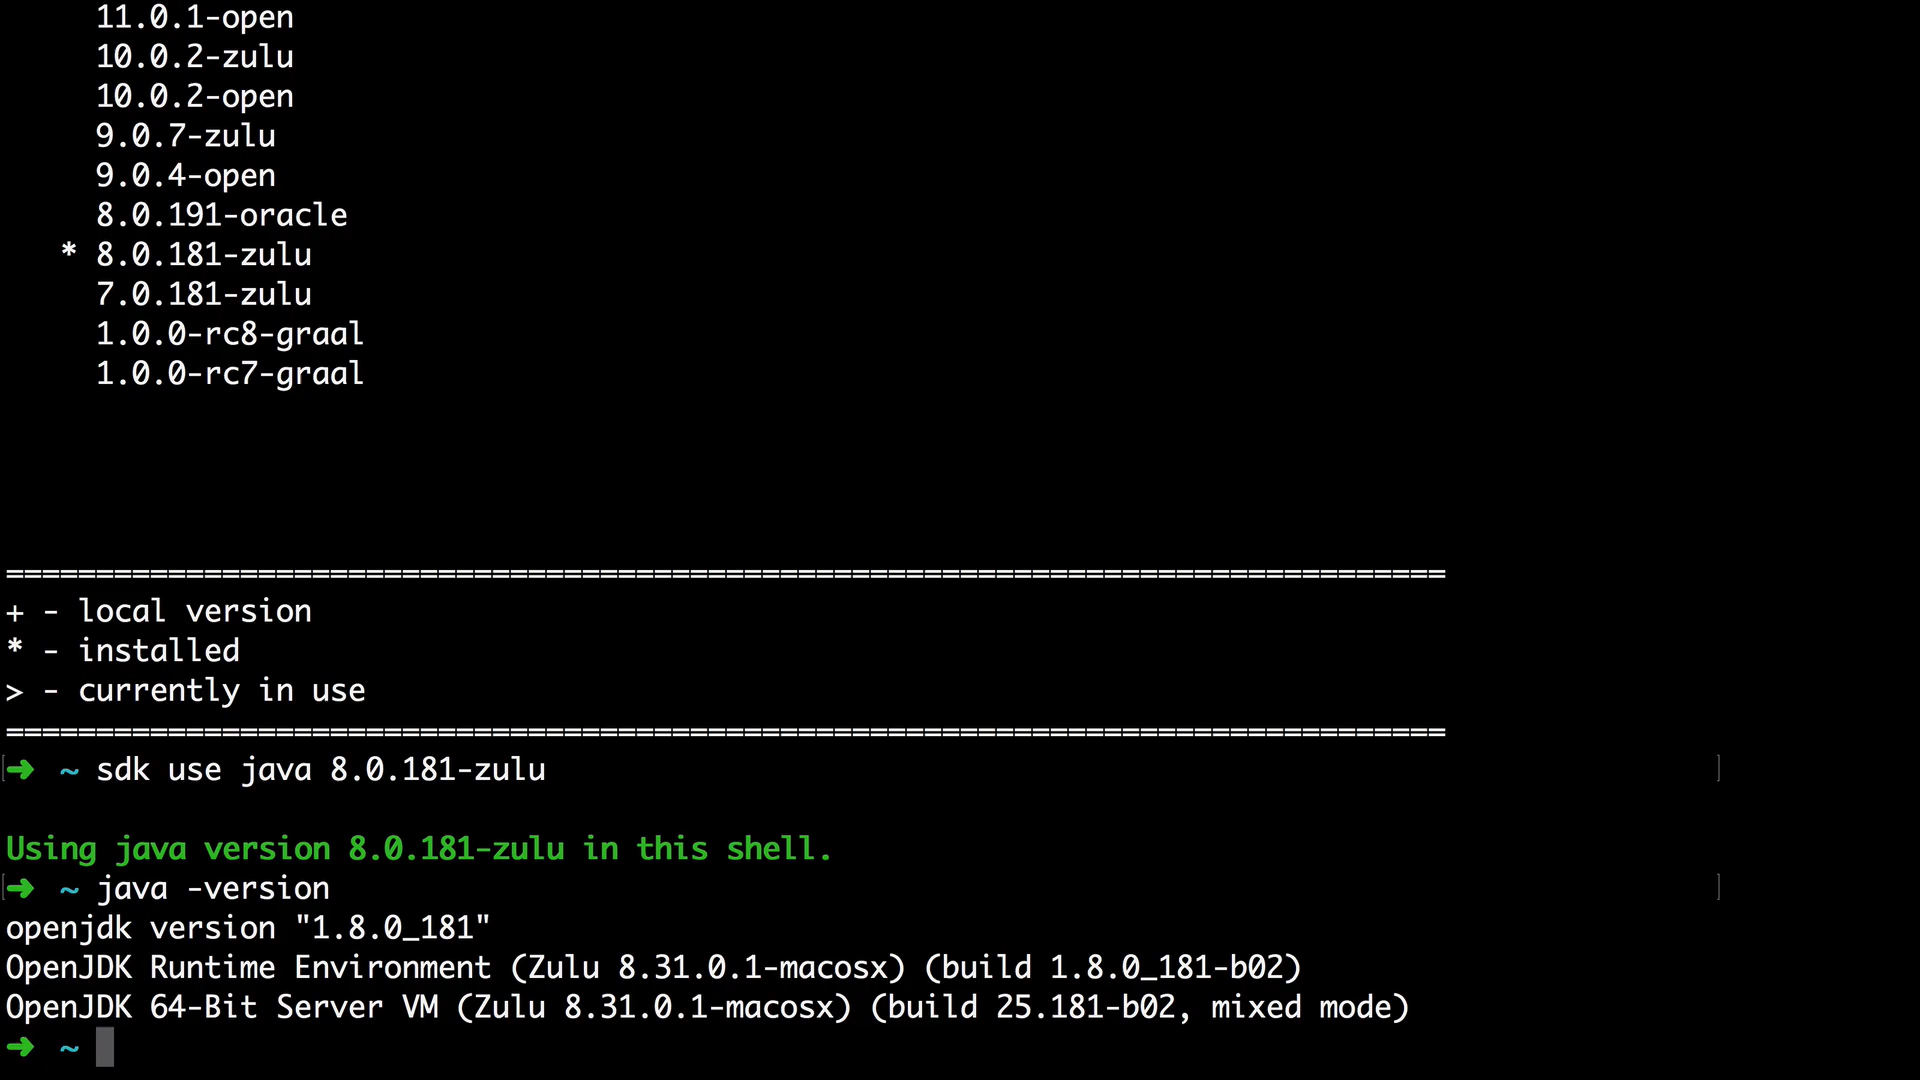 11.0.1-open
10.0.2-zulu
10.0.2-open
9.0.7-zulu
9.0.4-open
8.0.191-oracle
* 8.0.181-zulu
7.0.181-zulu
1.0.0-rc8-graal
1.0.0-rc7-graal
================================================================================
+ - local version
* - installed
> - currently in use
================================================================================
[➜ ~ sdk use java 8.0.181-zulu ]
Using java version 8.0.181-zulu in this shell.
[➜ ~ java -version ]
openjdk version "1.8.0_181"
OpenJDK Runtime Environment (Zulu 8.31.0.1-macosx) (build 1.8.0_181-b02)
OpenJDK 64-Bit Server VM (Zulu 8.31.0.1-macosx) (build 25.181-b02, mixed mode)
➜ ~